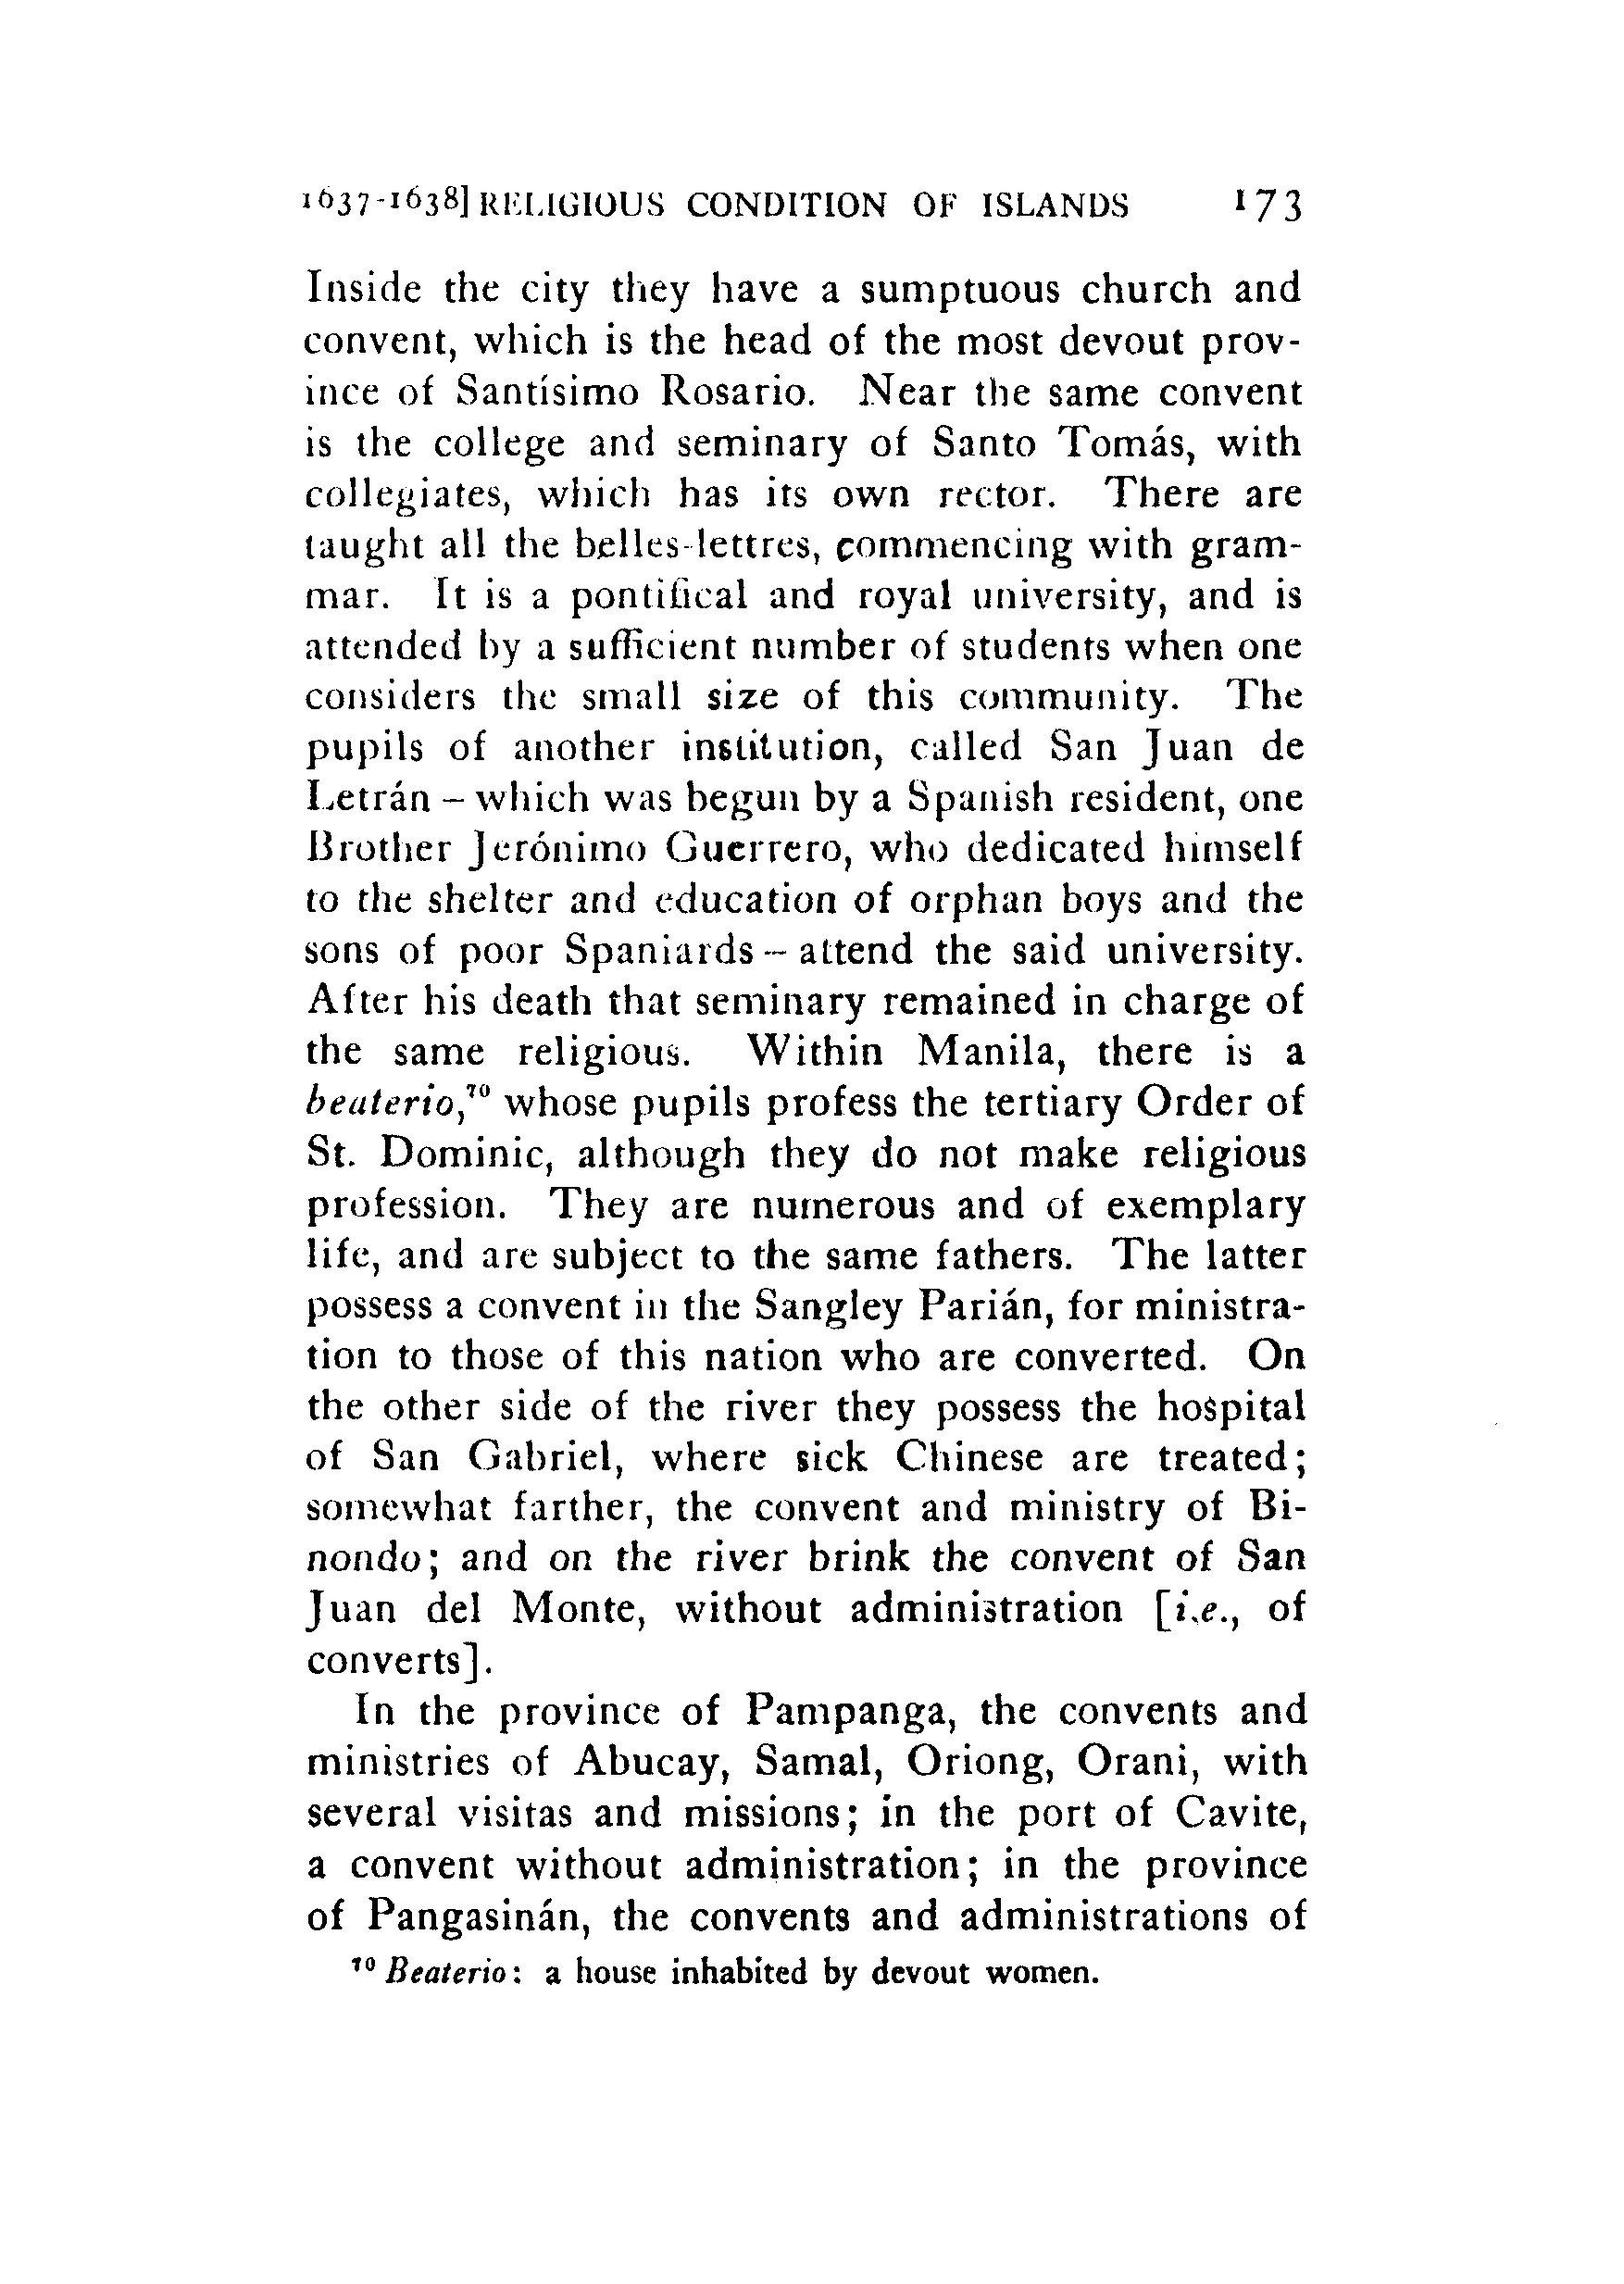 1637-1638] RELIGIOUS CONDITION OF ISLANDS 173
Inside the city they have a sumptuous church and
convent, which is the head of the most devout prov-
ince of Santísimo Rosario. Near the same convent
is the college and seminary of Santo Tomás, with
collegiates, which has its own rector. There are
taught all the belles-lettres, commencing with gram-
mar. It is a pontifical and royal university, and is
attended by a sufficient number of students when one
considers the small size of this community. The
pupils of another institution, called San Juan de
Letrán – which was begun by a Spanish resident, one
Brother Jerónimo Guerrero, who dedicated himself
to the shelter and education of orphan boys and the
sons of poor Spaniards – attend the said university.
After his death that seminary remained in charge of
the same religious. Within Manila, there is a
beaterio,⁷⁰ whose pupils profess the tertiary Order of
St. Dominic, although they do not make religious
profession. They are numerous and of exemplary
life, and are subject to the same fathers. The latter
possess a convent in the Sangley Parián, for ministra-
tion to those of this nation who are converted. On
the other side of the river they possess the hospital
of San Gabriel, where sick Chinese are treated;
somewhat farther, the convent and ministry of Bi-
nondo; and on the river brink the convent of San
Juan del Monte, without administration [i.e., of
converts].
In the province of Pampanga, the convents and
ministries of Abucay, Samal, Oriong, Orani, with
several visitas and missions; in the port of Cavite,
a convent without administration; in the province
of Pangasinán, the convents and administrations of
⁷⁰ Beaterio: a house inhabited by devout women.